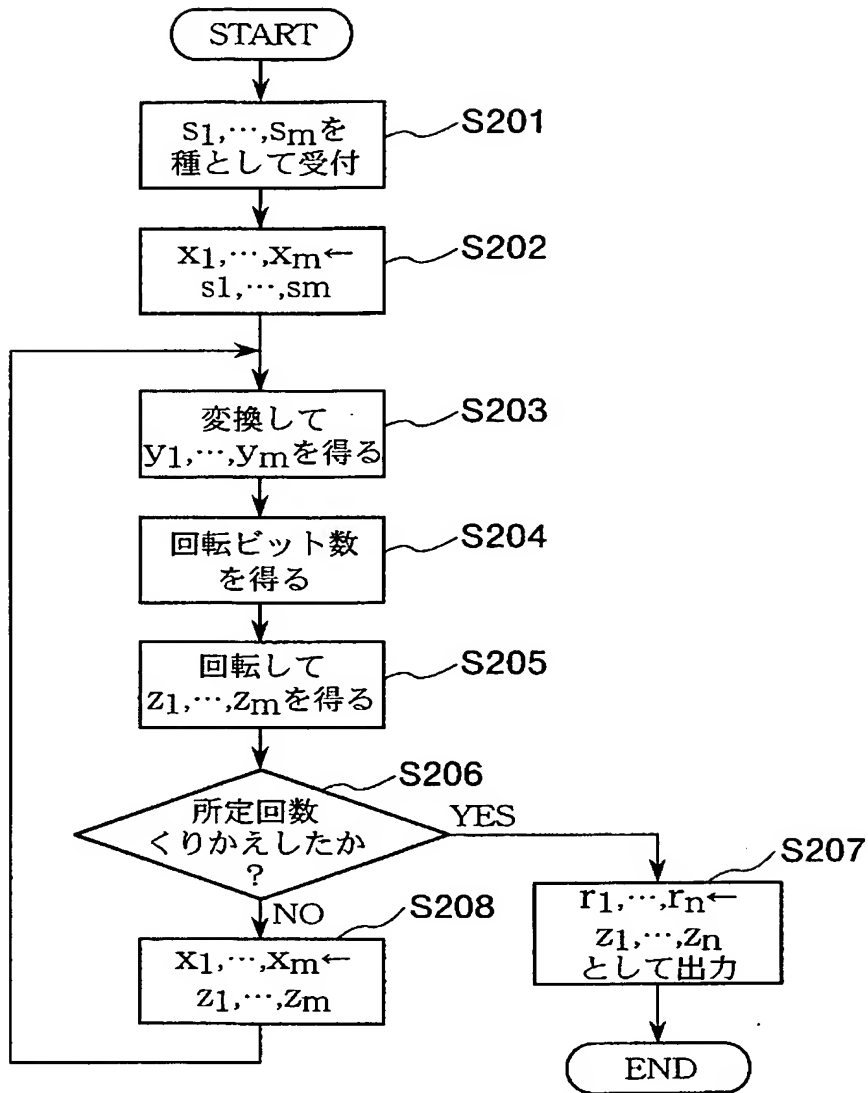 START
S201
s1,…,smを
種として受付
S202
x1,…,xm←
s1,…,sm
S203
変換して
y1,…,ymを得る
S204
回転ビット数
を得る
S205
回転して
z1,…,zmを得る
S206
所定回数
くりかえしたか
?
YES
NO
S207
r1,…,rn←
z1,…,zn
として出力
S208
x1,…,xm←
z1,…,zm
END